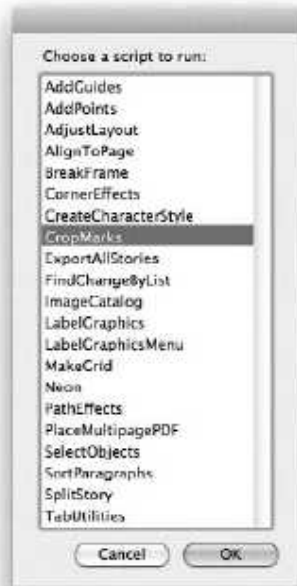 Choose a script to run:
AddGuides
AddPoints
AdjustLayout
AlignToPage
BreakFrame
CornerEffects
CreateCharacterStyle
CropMarks
ExportAllStories
FindChangeByList
ImageCatalog
LabelGraphics
LabelGraphicsMenu
MakeGrid
Neon
PathEffects
PlaceMultipagePDF
SelectObjects
SortParagraphs
SplitStory
TabUtilities
Cancel OK